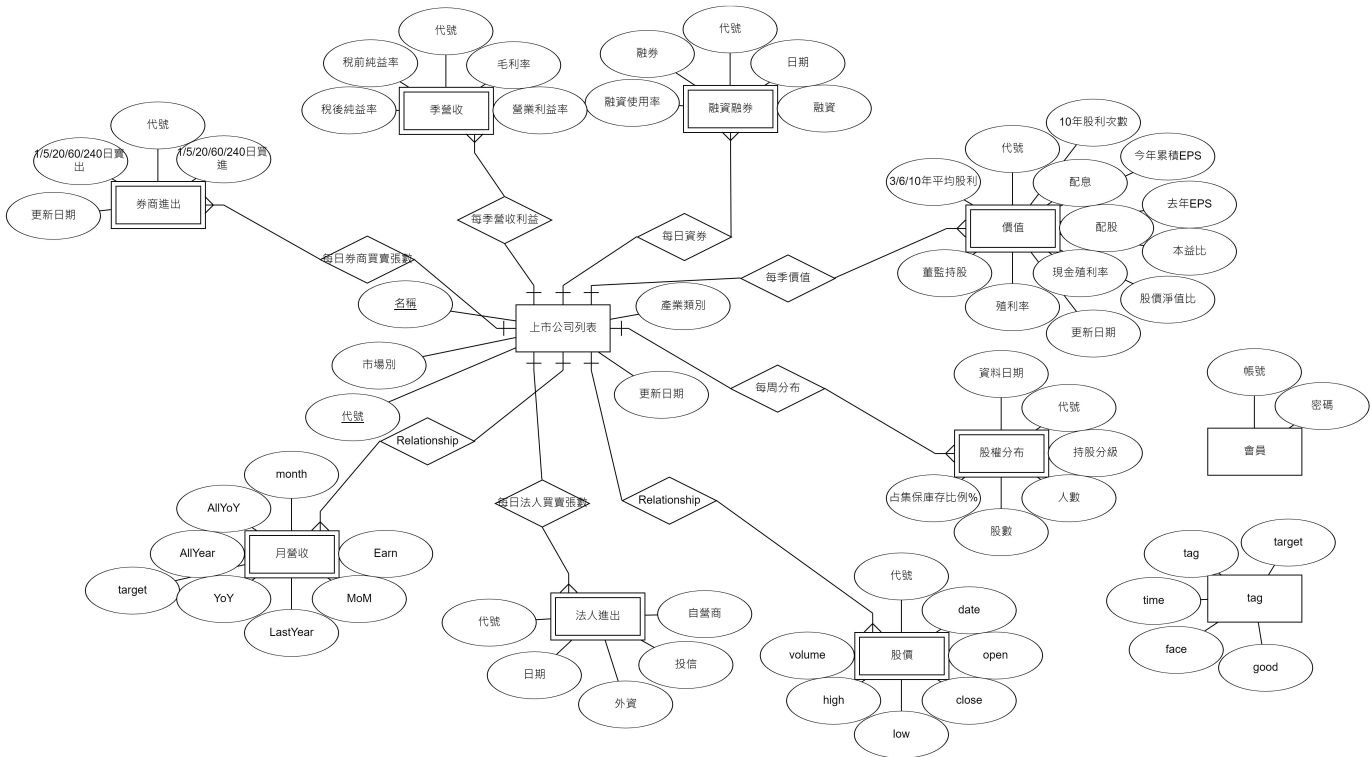 代號
稅前純益率
毛利率
稅後純益率
季營收
營業利益率
代號
融券
日期
融資使用率
融資融券
融資
代號
1/5/20/60/240日賣
出
1/5/20/60/240日買
進
更新日期
券商進出
10年股利次數
代號
今年累積EPS
3/6/10年平均股利
配息
去年EPS
價值
配股
本益比
董監持股
現金殖利率
股價淨值比
殖利率
更新日期
每季營收利益
每日資券
每日券商買賣張數
每季價值
名稱
產業類別
上市公司列表
市場別
更新日期
代號
每周分布
資料日期
代號
股權分布
持股分級
占集保庫存比例%
人數
股數
帳號
密碼
會員
Relationship
month
AllYoY
AllYear
月營收
Earn
target
YoY
MoM
LastYear
每日法人買賣張數
代號
法人進出
自營商
投信
日期
外資
Relationship
代號
date
volume
股價
open
high
close
low
tag
target
time
tag
face
good